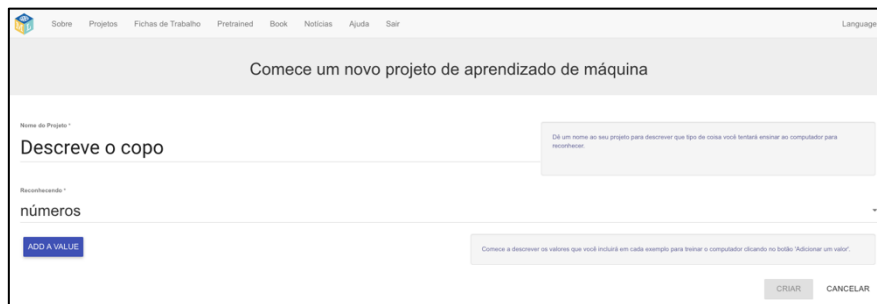 Sobre Projetos Fichas de Trabalho Pretrained Book Notícias Ajuda Sair Language
Comece um novo projeto de aprendizado de máquina
Nome do Projeto *
Descreve o copo
Dê um nome ao seu projeto para descrever que tipo de coisa você tentará ensinar ao computador para
reconhecer.
Reconhecendo *
números
ADD A VALUE
Comece a descrever os valores que você incluirá em cada exemplo para treinar o computador clicando no botão 'Adicionar um valor'.
CRIAR CANCELAR